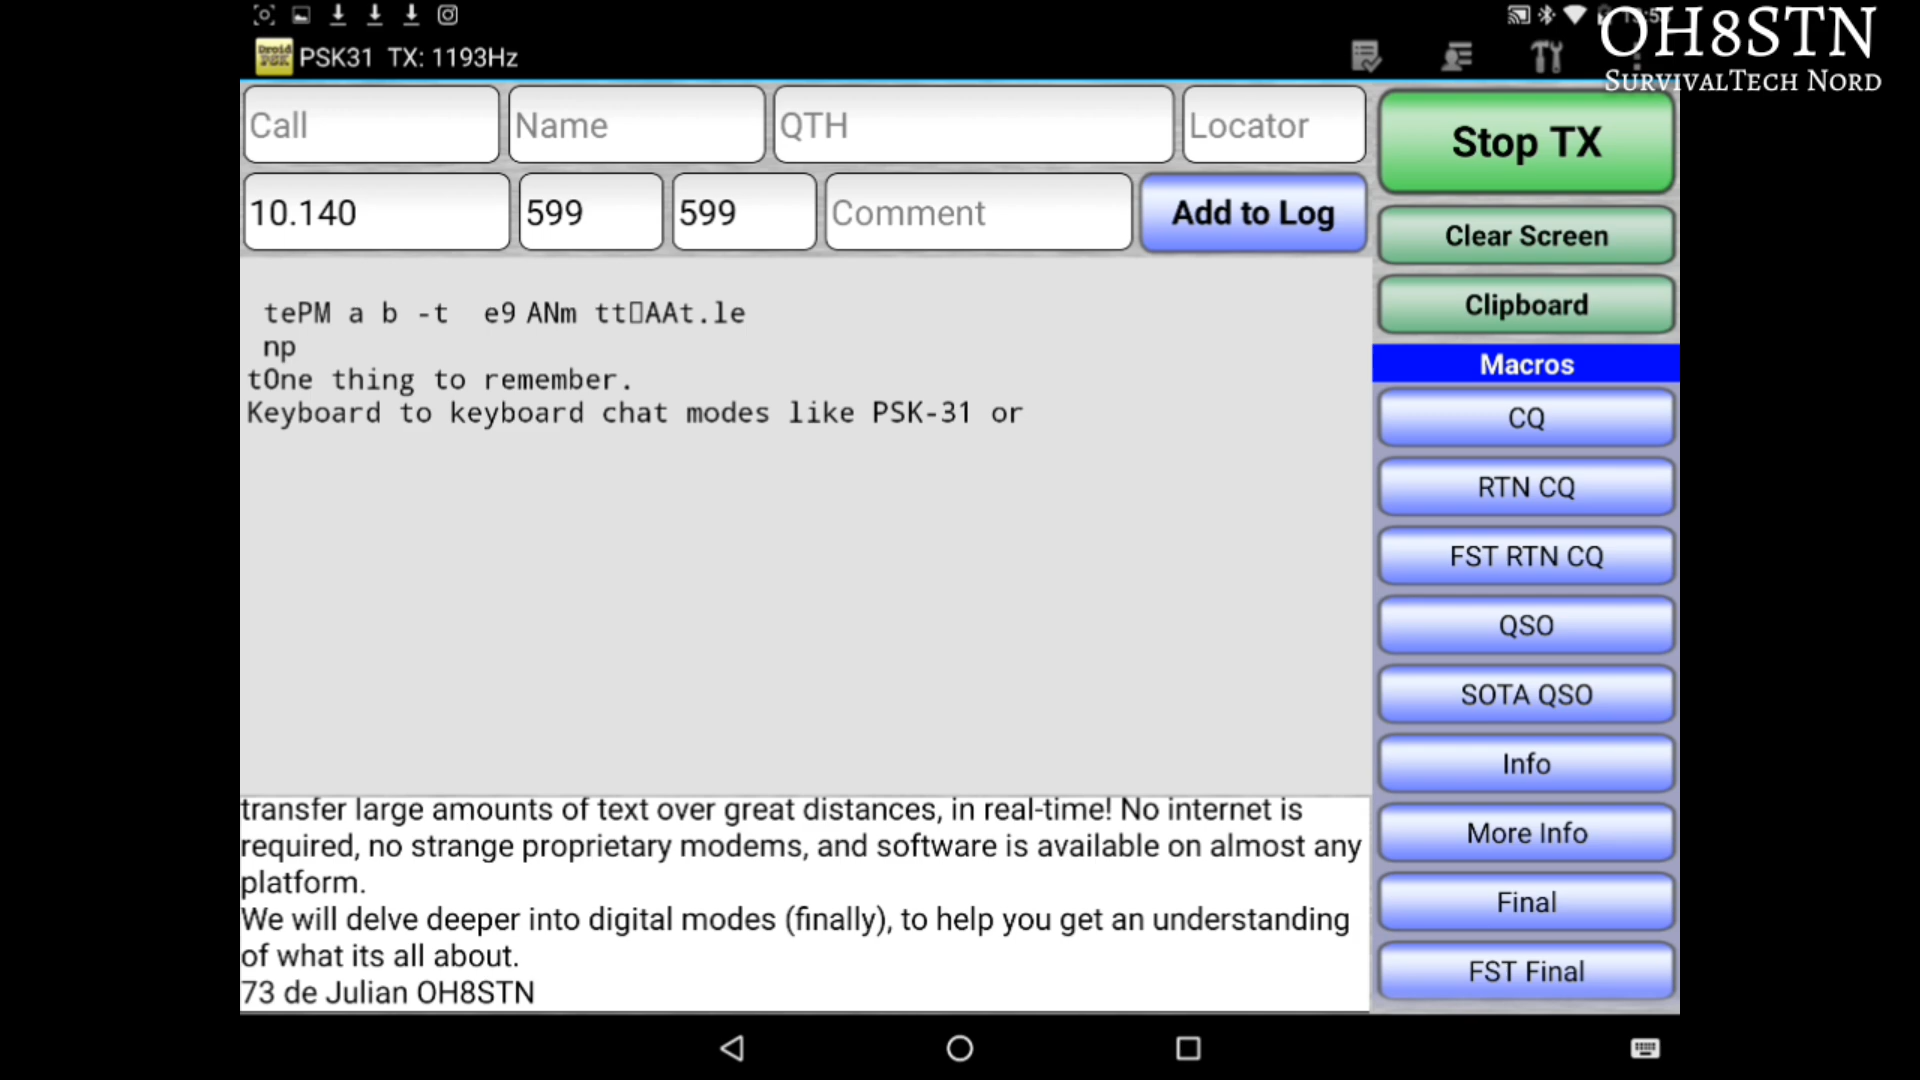 OH8STN
SurvivalTech Nord
Droid PSK
PSK31 TX: 1193Hz
Call Name QTH Locator
10.140 599 599 Comment Add to Log
Stop TX
Clear Screen
Clipboard
Macros
CQ
RTN CQ
FST RTN CQ
QSO
SOTA QSO
Info
More Info
Final
FST Final
tePM a b -t e9 ANm tt▯AAt.le
np
tOne thing to remember.
Keyboard to keyboard chat modes like PSK-31 or
transfer large amounts of text over great distances, in real-time! No internet is
required, no strange proprietary modems, and software is available on almost any
platform.
We will delve deeper into digital modes (finally), to help you get an understanding
of what its all about.
73 de Julian OH8STN